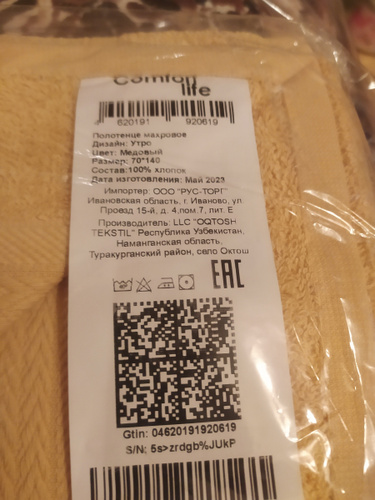 Comfort
life
4 620191 920619
Полотенце махровое
Дизайн: Утро
Цвет: Медовый
Размер: 70*140
Состав:100% хлопок
Дата изготовления: Май 2023
Импортер: ООО "РУС-ТОРГ"
Ивановская область, г. Иваново, ул.
Проезд 15-й, д. 4,пом.7, лит. Е
Производитель: LLC "OQTOSH
TEKSTIL" Республика Узбекистан,
Наманганская область,
Туракурганский район, село Октош
EAC
Gtin: 04620191920619
S/N: 5s>zrdgb%JUkP